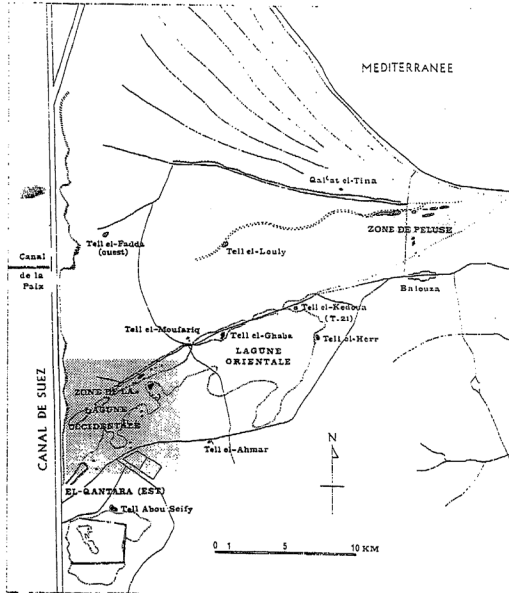 MEDITERRANEE
Qal'at el-Tina
ZONE DE PELUSE
Tell el-Fadda
(ouest)
Tell el-Louly
Canal
de la
Paix
Balouza
Tell el-Kedoua
(T.21)
Tell el-Moufariq
Tell el-Ghaba
Tell el-Herr
LAGUNE
ORIENTALE
ZONE DE LA
LAGUNE
OCCIDENTALE
CANAL DE SUEZ
N
Tell el-Ahmar
EL-QANTARA (EST)
Tell Abou Seify
0 1 5 10 KM